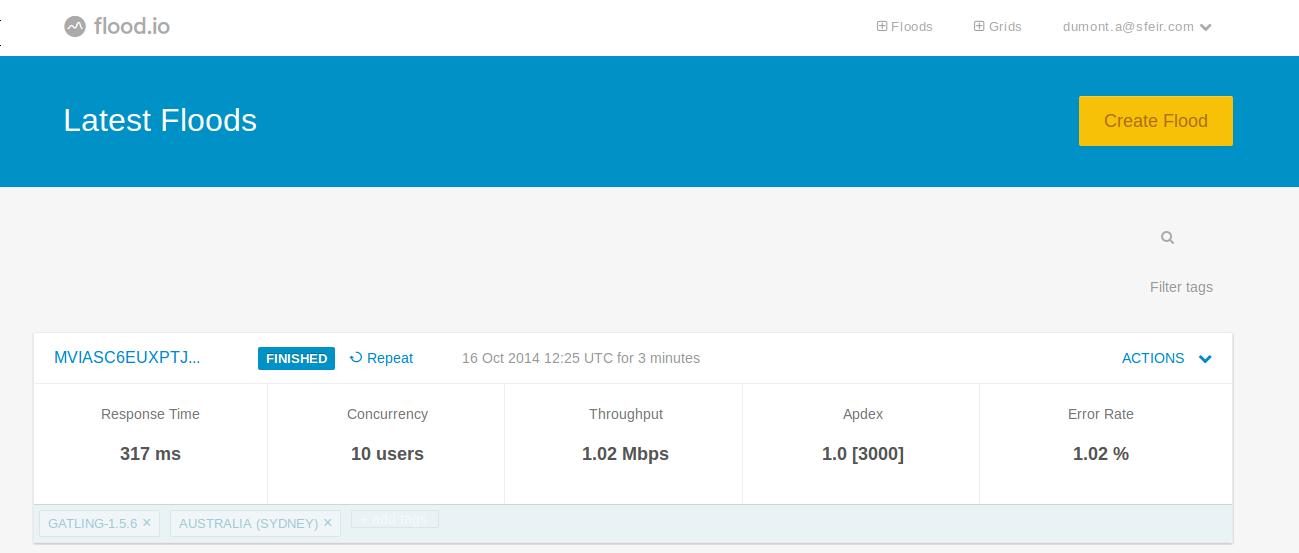 flood.io Floods Grids dumont.a@sfeir.com
Latest Floods Create Flood
Filter tags
MVIASC6EUXPTJ... FINISHED Repeat 16 Oct 2014 12:25 UTC for 3 minutes ACTIONS
Response Time Concurrency Throughput Apdex Error Rate
317 ms 10 users 1.02 Mbps 1.0 [3000] 1.02 %
GATLING-1.5.6 × AUSTRALIA (SYDNEY) × + add tags